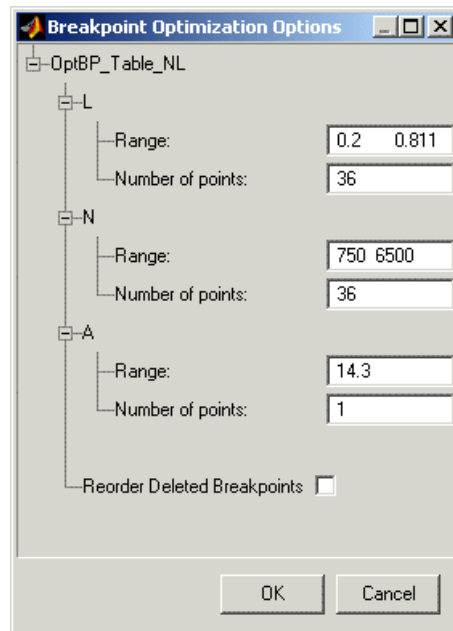 Breakpoint Optimization Options
OptBP_Table_NL
L
Range: 0.2 0.811
Number of points: 36
N
Range: 750 6500
Number of points: 36
A
Range: 14.3
Number of points: 1
Reorder Deleted Breakpoints
OK Cancel